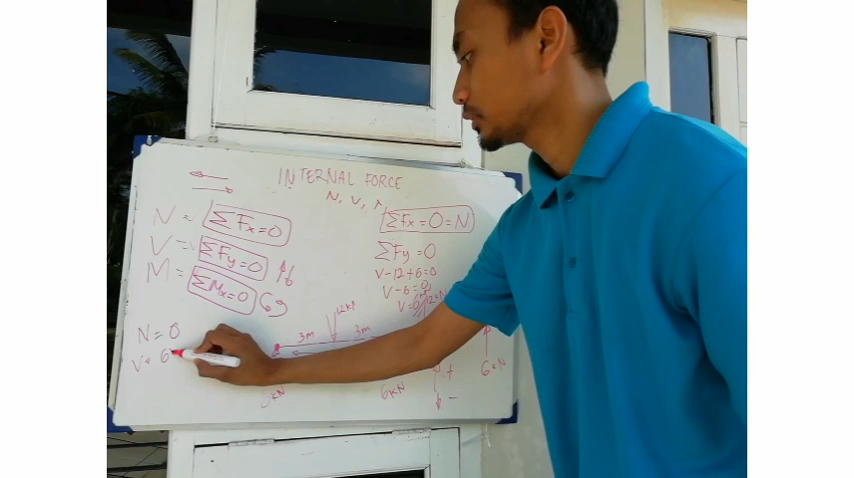 INTERNAL FORCE
N, V,
N = ΣFx=0
V = ΣFy=0
M = ΣMx=0
ΣFx=0=N
ΣFy=0
V-12+6=0
V-6=0
V=6
12KN
3m
3m
N=0
V= 6
6KN
6KN
+
-